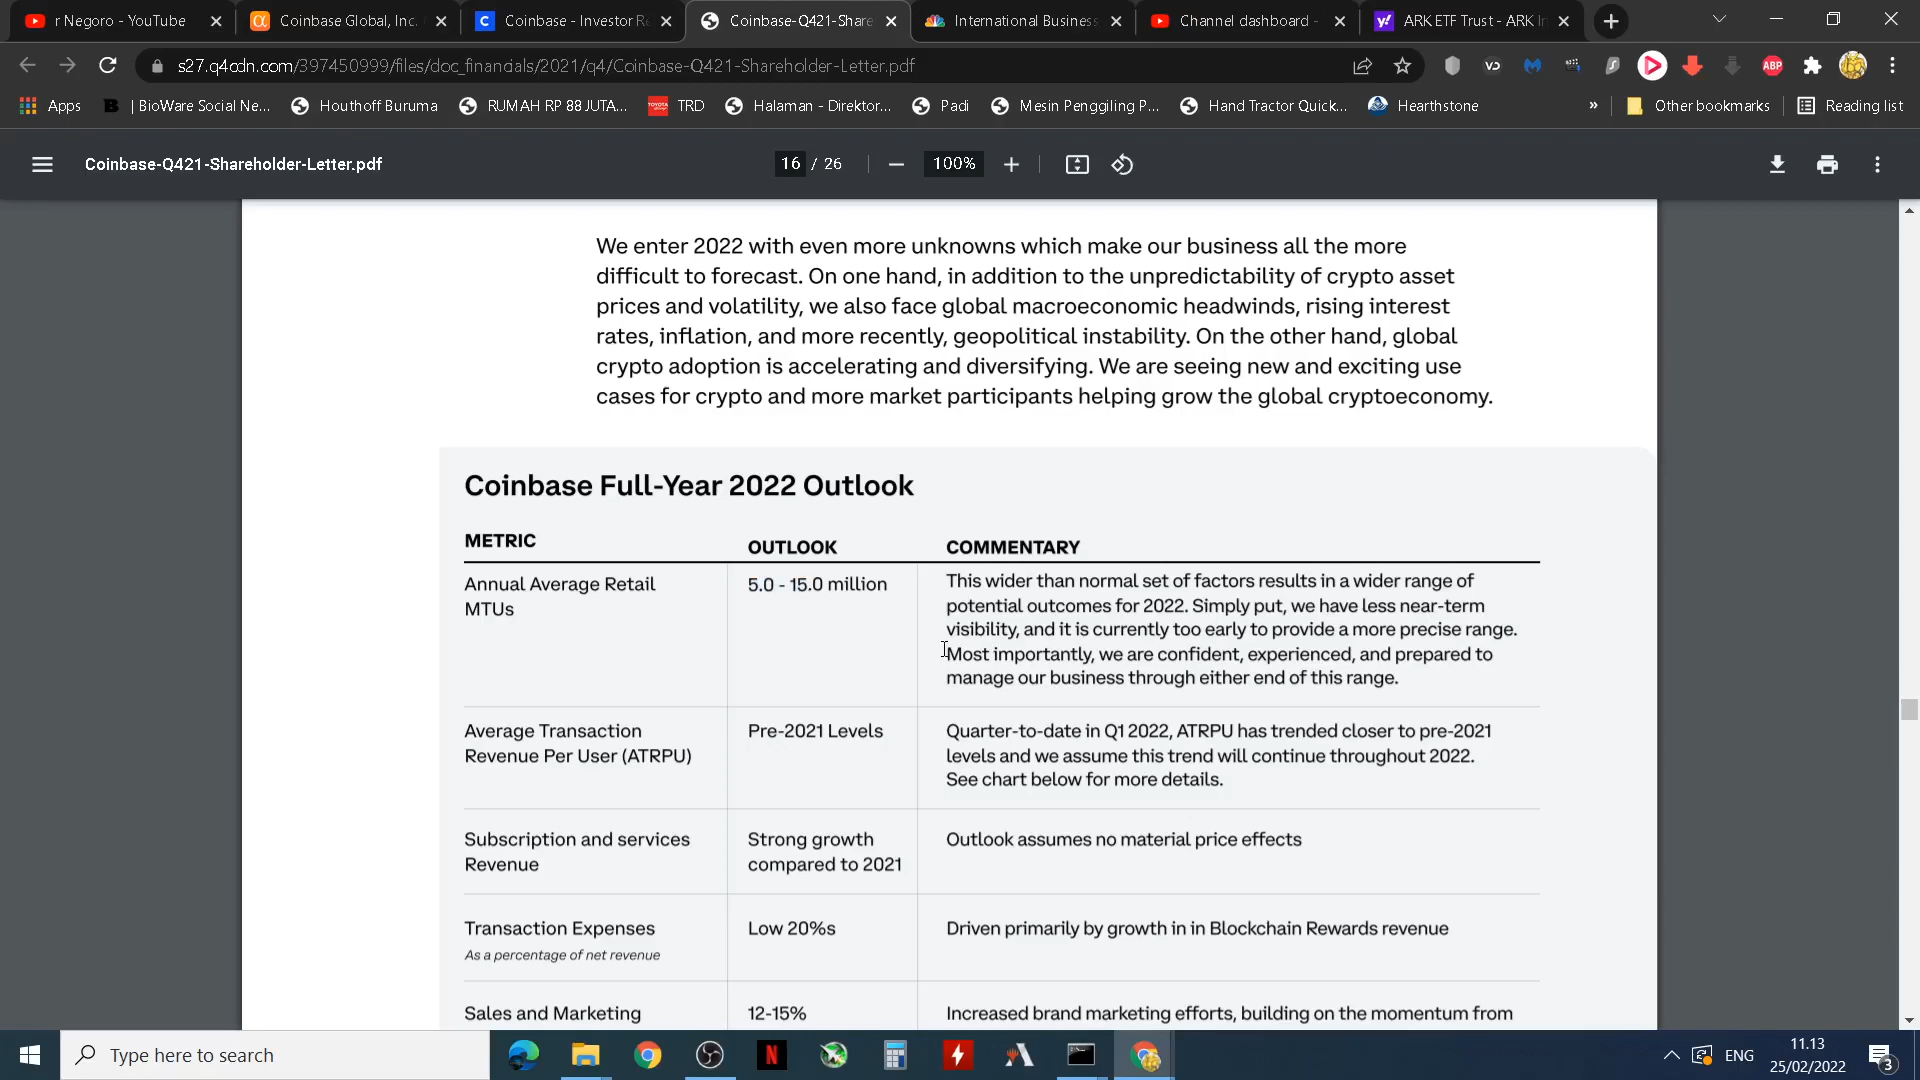 r Negoro - YouTube
Coinbase Global, Inc.
Coinbase - Investor Re
Coinbase-Q421-Share
International Business
Channel dashboard -
ARK ETF Trust - ARK In
s27.q4cdn.com/397450999/files/doc_financials/2021/q4/Coinbase-Q421-Shareholder-Letter.pdf
ABP
Apps
| BioWare Social Ne...
Houthoff Buruma
RUMAH RP 88 JUTA...
TRD
Halaman - Direktor...
Padi
Mesin Penggiling P...
Hand Tractor Quick...
Hearthstone
»
Other bookmarks
Reading list
Coinbase-Q421-Shareholder-Letter.pdf
16 / 26
100%
We enter 2022 with even more unknowns which make our business all the more
difficult to forecast. On one hand, in addition to the unpredictability of crypto asset
prices and volatility, we also face global macroeconomic headwinds, rising interest
rates, inflation, and more recently, geopolitical instability. On the other hand, global
crypto adoption is accelerating and diversifying. We are seeing new and exciting use
cases for crypto and more market participants helping grow the global cryptoeconomy.
Coinbase Full-Year 2022 Outlook
METRIC
OUTLOOK
COMMENTARY
Annual Average Retail
MTUs
5.0 - 15.0 million
This wider than normal set of factors results in a wider range of
potential outcomes for 2022. Simply put, we have less near-term
visibility, and it is currently too early to provide a more precise range.
Most importantly, we are confident, experienced, and prepared to
manage our business through either end of this range.
Average Transaction
Revenue Per User (ATRPU)
Pre-2021 Levels
Quarter-to-date in Q1 2022, ATRPU has trended closer to pre-2021
levels and we assume this trend will continue throughout 2022.
See chart below for more details.
Subscription and services
Revenue
Strong growth
compared to 2021
Outlook assumes no material price effects
Transaction Expenses
As a percentage of net revenue
Low 20%s
Driven primarily by growth in in Blockchain Rewards revenue
Sales and Marketing
12-15%
Increased brand marketing efforts, building on the momentum from
Type here to search
ENG
11.13
25/02/2022
3